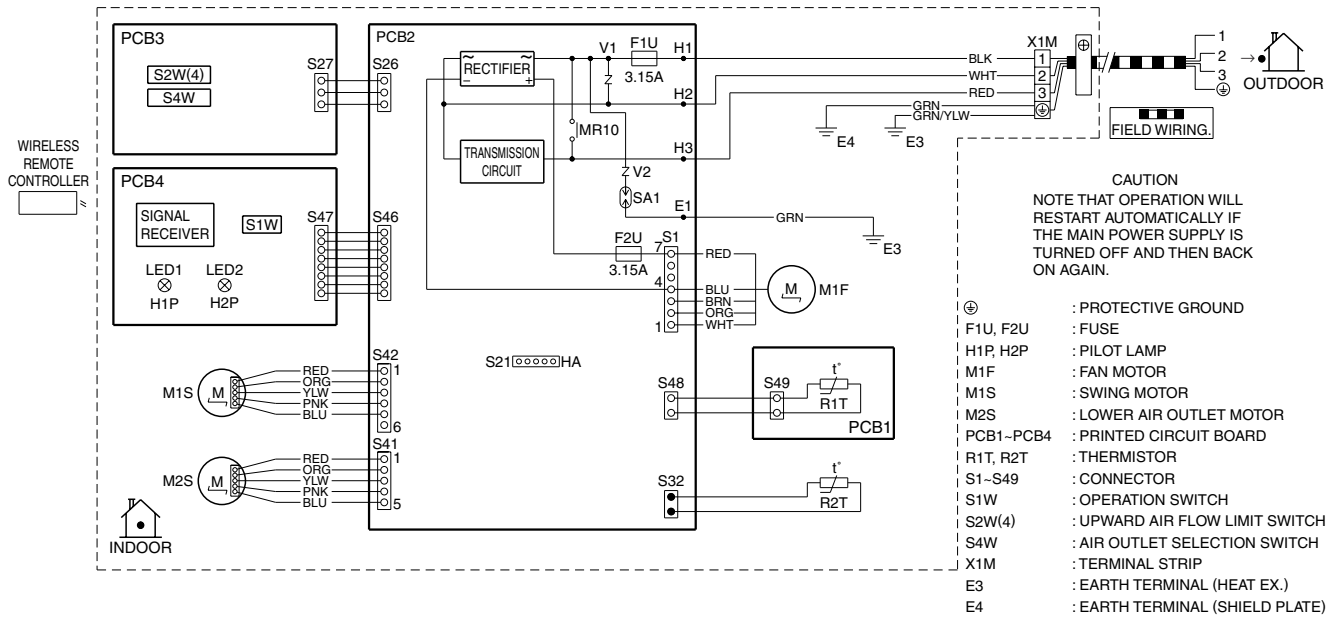 PCB3
S2W(4)
S4W
S27
S26
PCB2
RECTIFIER
~ ~
− +
V1
F1U
3.15A
H1
H2
H3
MR10
TRANSMISSION
CIRCUIT
V2
SA1
E1
F2U
3.15A
S1
7
4
1
BLK
WHT
RED
GRN
GRN/YLW
E4
E3
X1M
1
2
3
1
2
3
OUTDOOR
FIELD WIRING.
GRN
E3
RED
BLU
BRN
ORG
WHT
M
M1F
WIRELESS
REMOTE
CONTROLLER
PCB4
SIGNAL
RECEIVER
S1W
LED1
LED2
H1P
H2P
S47
S46
S21
HA
M1S
M
RED
ORG
YLW
PNK
BLU
S42
1
6
M2S
M
RED
ORG
YLW
PNK
BLU
S41
1
5
S48
S49
t°
R1T
PCB1
S32
t°
R2T
INDOOR
CAUTION
NOTE THAT OPERATION WILL
RESTART AUTOMATICALLY IF
THE MAIN POWER SUPPLY IS
TURNED OFF AND THEN BACK
ON AGAIN.
: PROTECTIVE GROUND
F1U, F2U : FUSE
H1P, H2P : PILOT LAMP
M1F : FAN MOTOR
M1S : SWING MOTOR
M2S : LOWER AIR OUTLET MOTOR
PCB1~PCB4 : PRINTED CIRCUIT BOARD
R1T, R2T : THERMISTOR
S1~S49 : CONNECTOR
S1W : OPERATION SWITCH
S2W(4) : UPWARD AIR FLOW LIMIT SWITCH
S4W : AIR OUTLET SELECTION SWITCH
X1M : TERMINAL STRIP
E3 : EARTH TERMINAL (HEAT EX.)
E4 : EARTH TERMINAL (SHIELD PLATE)